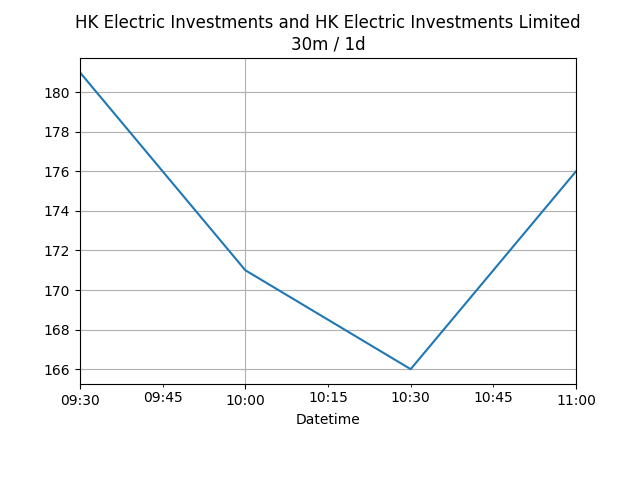 HK Electric Investments and HK Electric Investments Limited
30m / 1d
180
178
176
174
172
170
168
166
09:30 09:45 10:00 10:15 10:30 10:45 11:00
Datetime